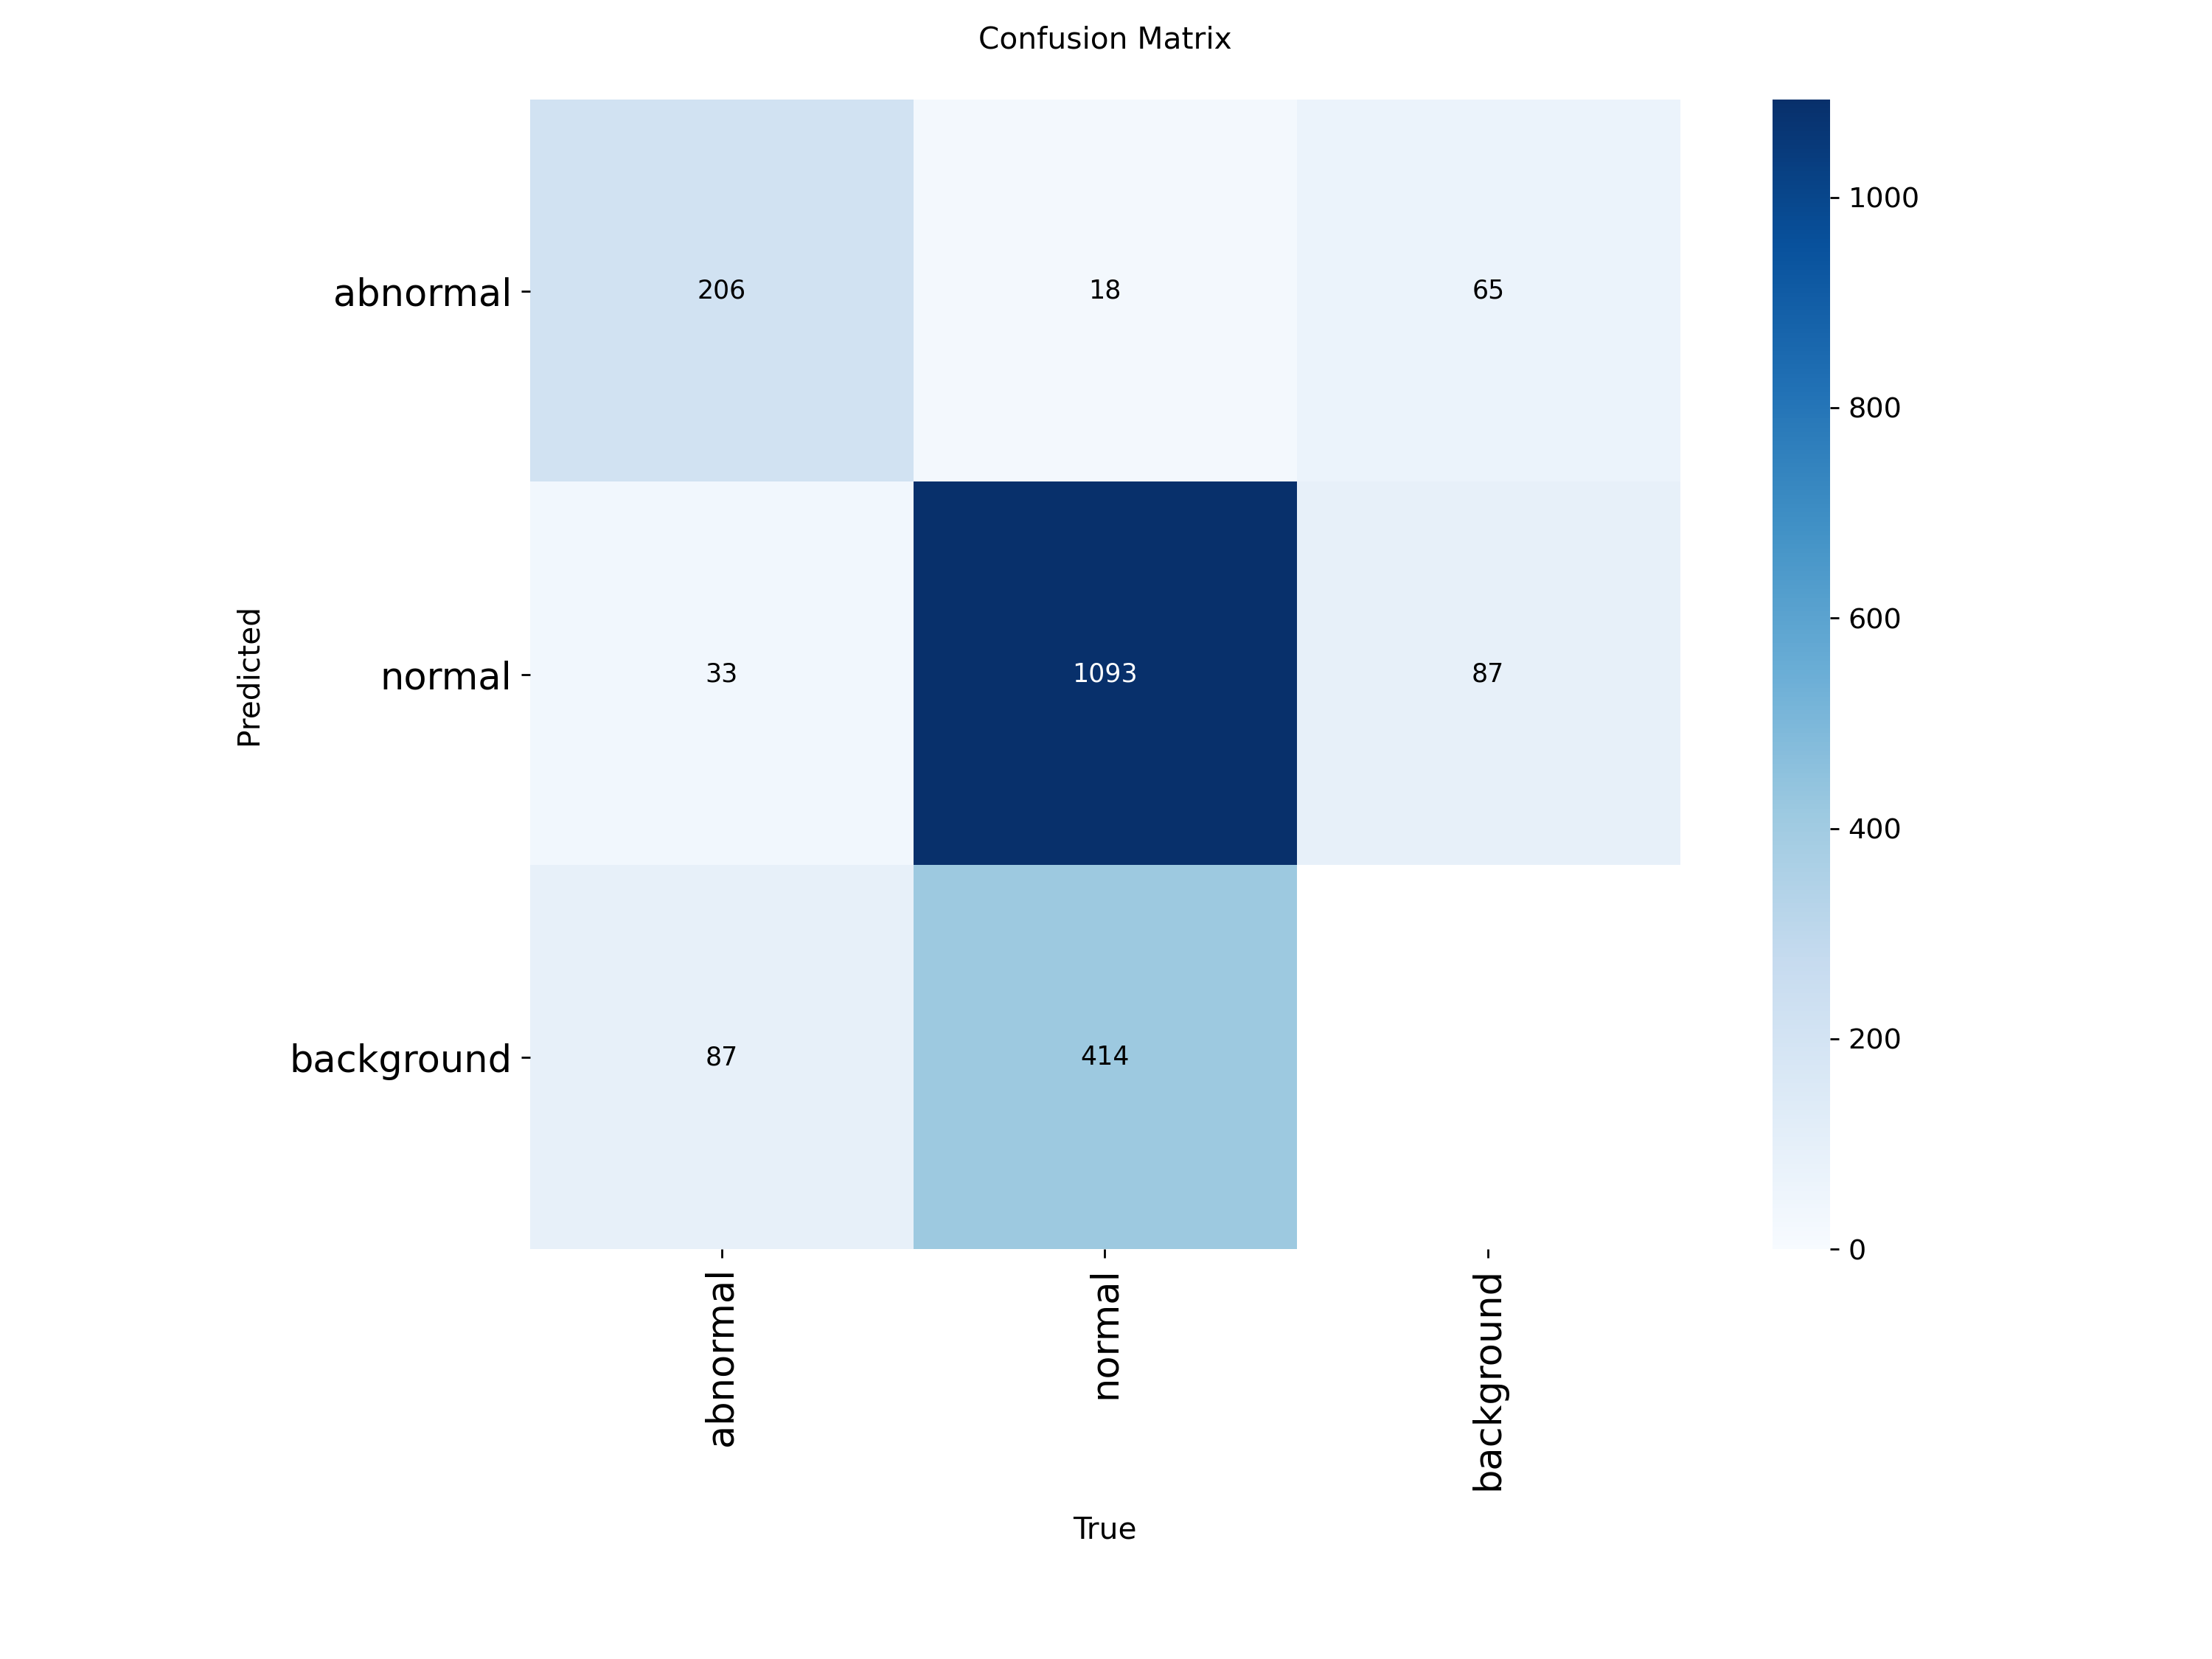 Confusion Matrix
abnormal
206
18
65
normal
33
1093
87
background
87
414
Predicted
abnormal
normal
background
True
1000
800
600
400
200
0